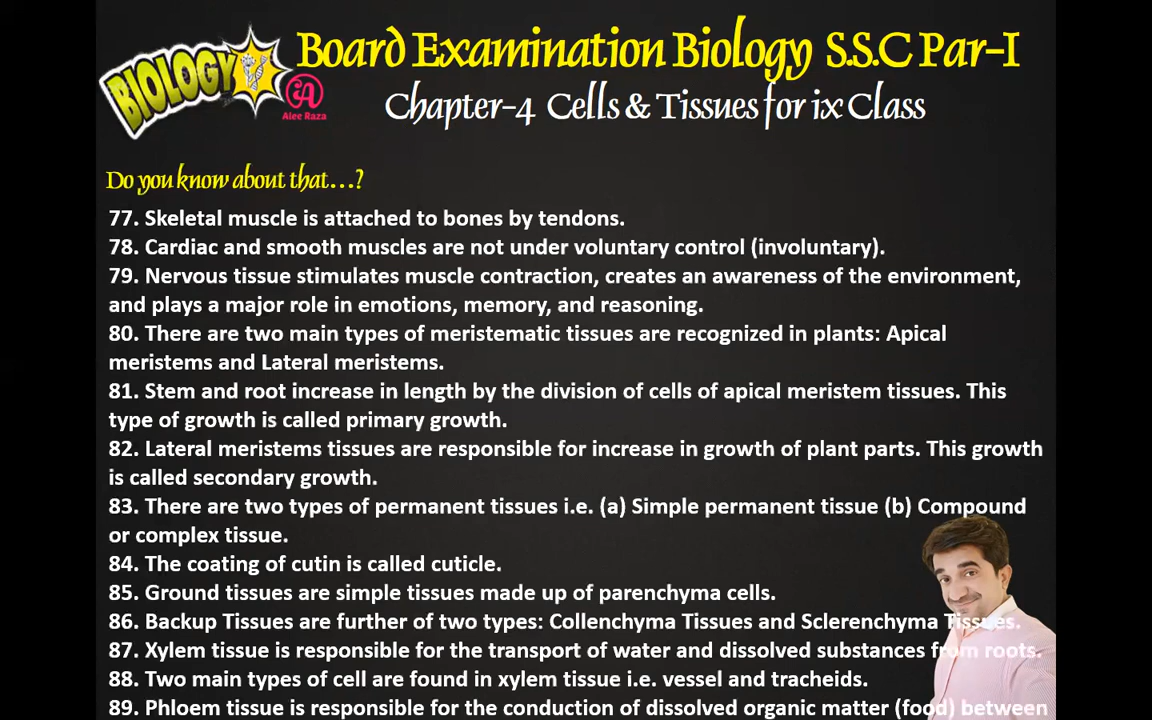 BIOLOGY
Alee Raza
Board Examination Biology S.S.C Par-I
Chapter-4 Cells & Tissues for ix Class
Do you know about that...?
77. Skeletal muscle is attached to bones by tendons.
78. Cardiac and smooth muscles are not under voluntary control (involuntary).
79. Nervous tissue stimulates muscle contraction, creates an awareness of the environment,
and plays a major role in emotions, memory, and reasoning.
80. There are two main types of meristematic tissues are recognized in plants: Apical
meristems and Lateral meristems.
81. Stem and root increase in length by the division of cells of apical meristem tissues. This
type of growth is called primary growth.
82. Lateral meristems tissues are responsible for increase in growth of plant parts. This growth
is called secondary growth.
83. There are two types of permanent tissues i.e. (a) Simple permanent tissue (b) Compound
or complex tissue.
84. The coating of cutin is called cuticle.
85. Ground tissues are simple tissues made up of parenchyma cells.
86. Backup Tissues are further of two types: Collenchyma Tissues and Sclerenchyma Tissues.
87. Xylem tissue is responsible for the transport of water and dissolved substances from roots.
88. Two main types of cell are found in xylem tissue i.e. vessel and tracheids.
89. Phloem tissue is responsible for the conduction of dissolved organic matter (food) between